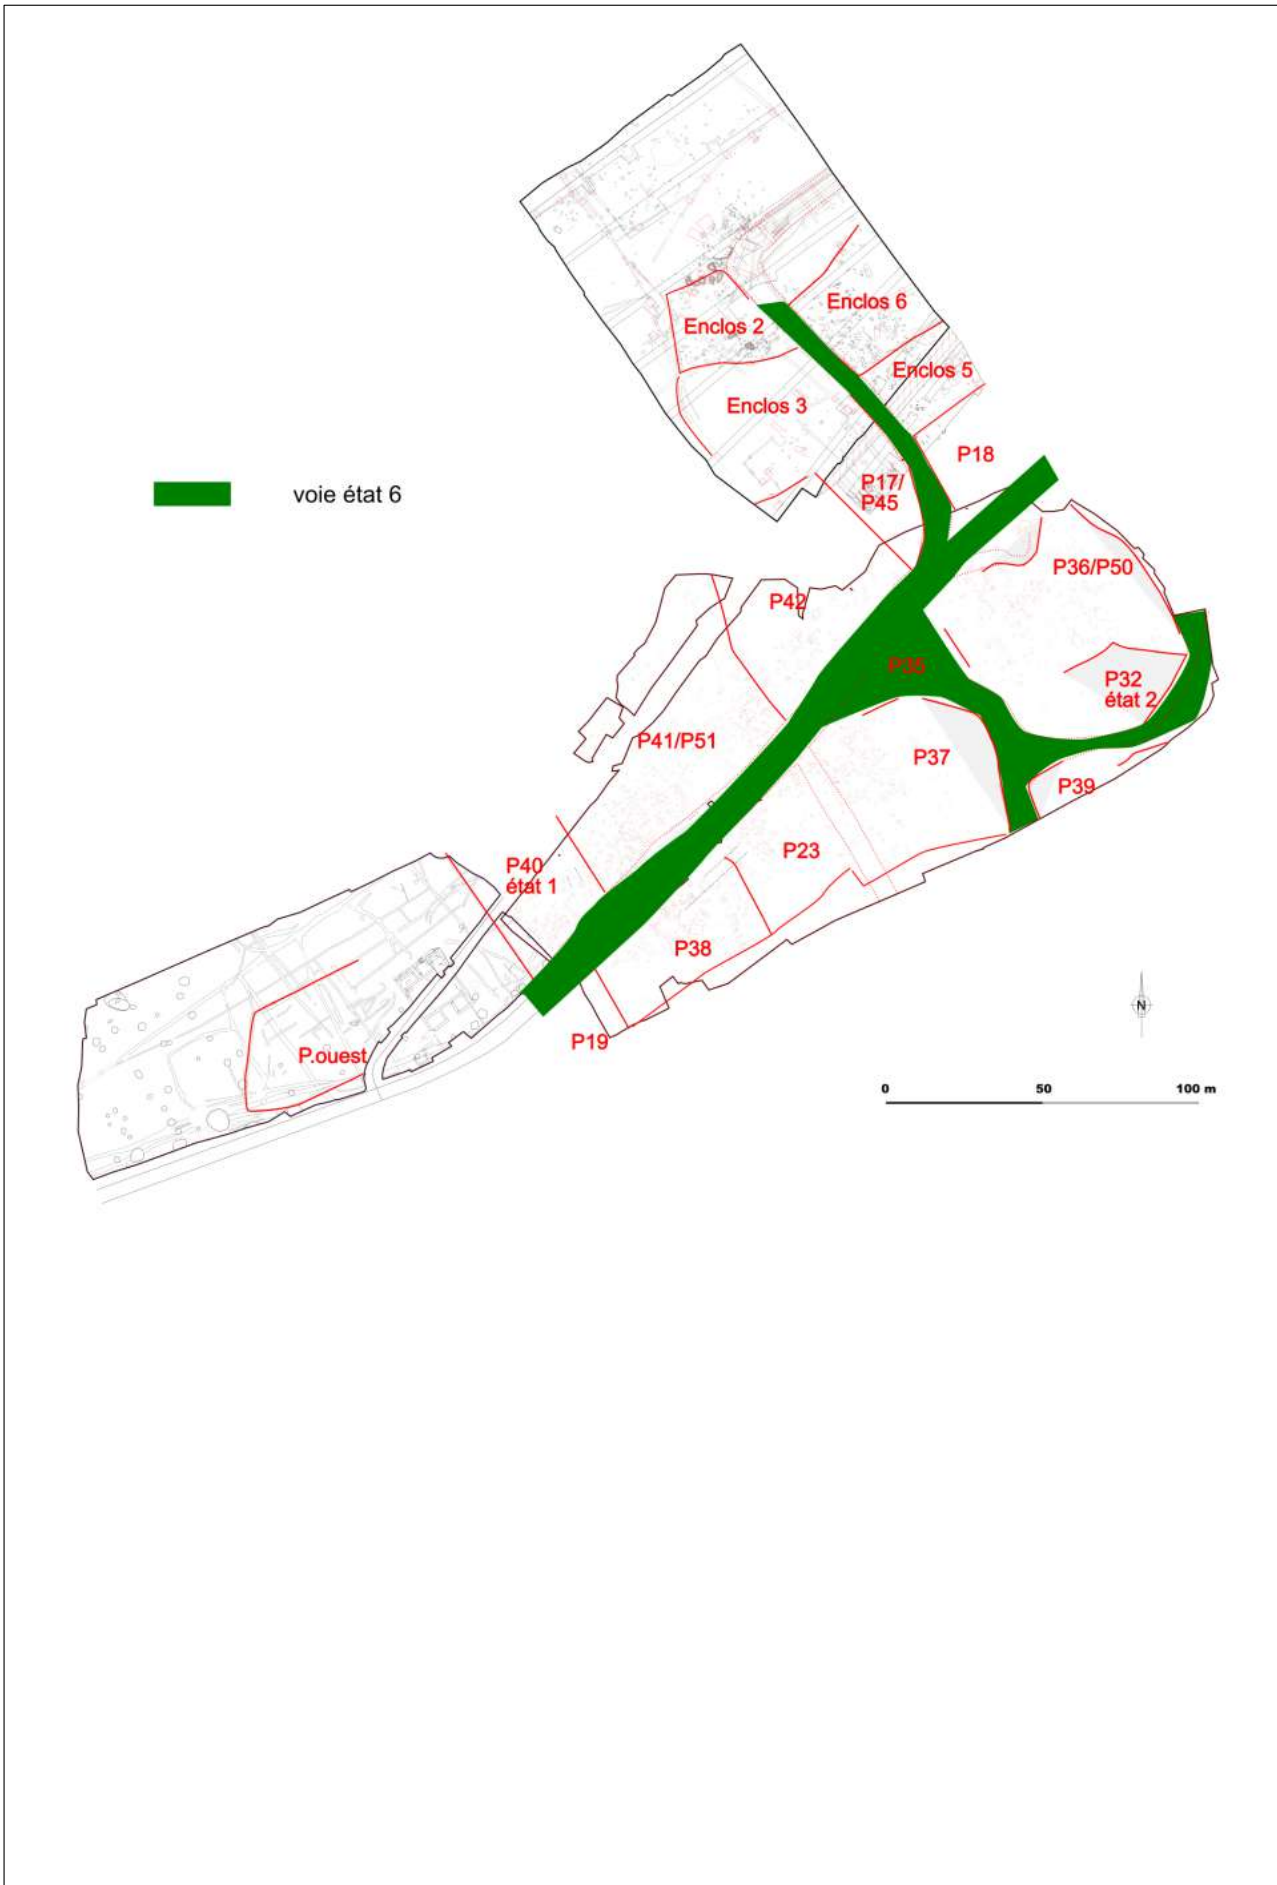 Enclos 6
Enclos 2
Enclos 5
Enclos 3
P18
voie état 6
P17/
P45
P36/P50
P42
P35
P32
état 2
P41/P51
P37
P39
P23
P40
état 1
P38
N
P19
P.ouest
0 50 100 m